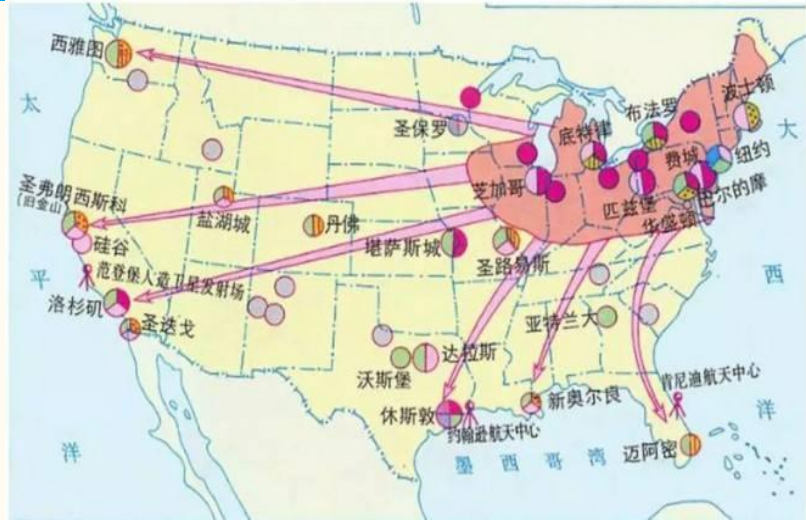 西雅图
圣保罗
底特律
布法罗
波士顿
太
大
芝加哥
匹兹堡
费城
纽约
巴尔的摩
华盛顿
圣弗朗西斯科
(旧金山)
硅谷
盐湖城
丹佛
堪萨斯城
圣路易斯
平
范登堡人造卫星发射场
西
洛杉矶
圣迭戈
亚特兰大
沃斯堡
达拉斯
休斯敦
约翰逊航天中心
新奥尔良
肯尼迪航天中心
洋
洋
墨西哥湾
迈阿密